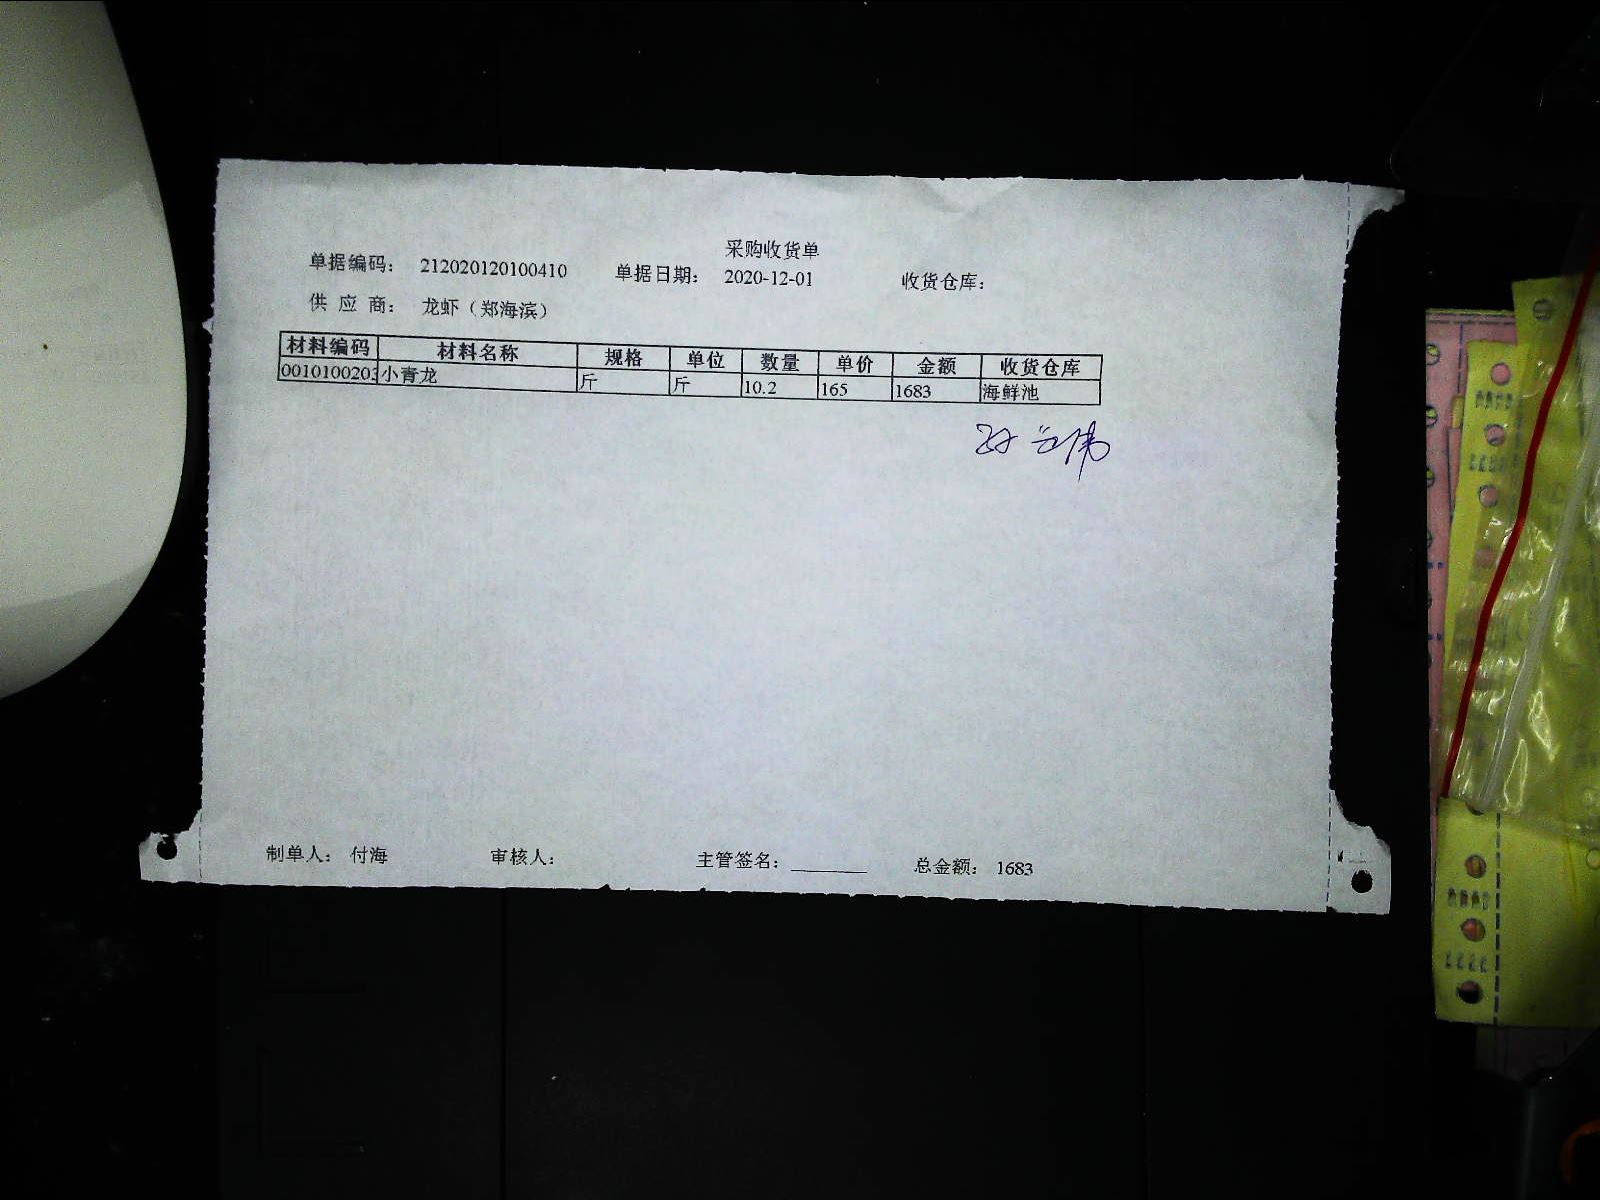 采购收货单
单据编码： 212020120100410 单据日期： 2020-12-01 收货仓库：
供 应 商： 龙虾（郑海滨）
材料编码 材料名称 规格 单位 数量 单价 金额 收货仓库
0010100203 小青龙 斤 斤 10.2 165 1683 海鲜池
制单人： 付海 审核人： 主管签名： 总金额： 1683